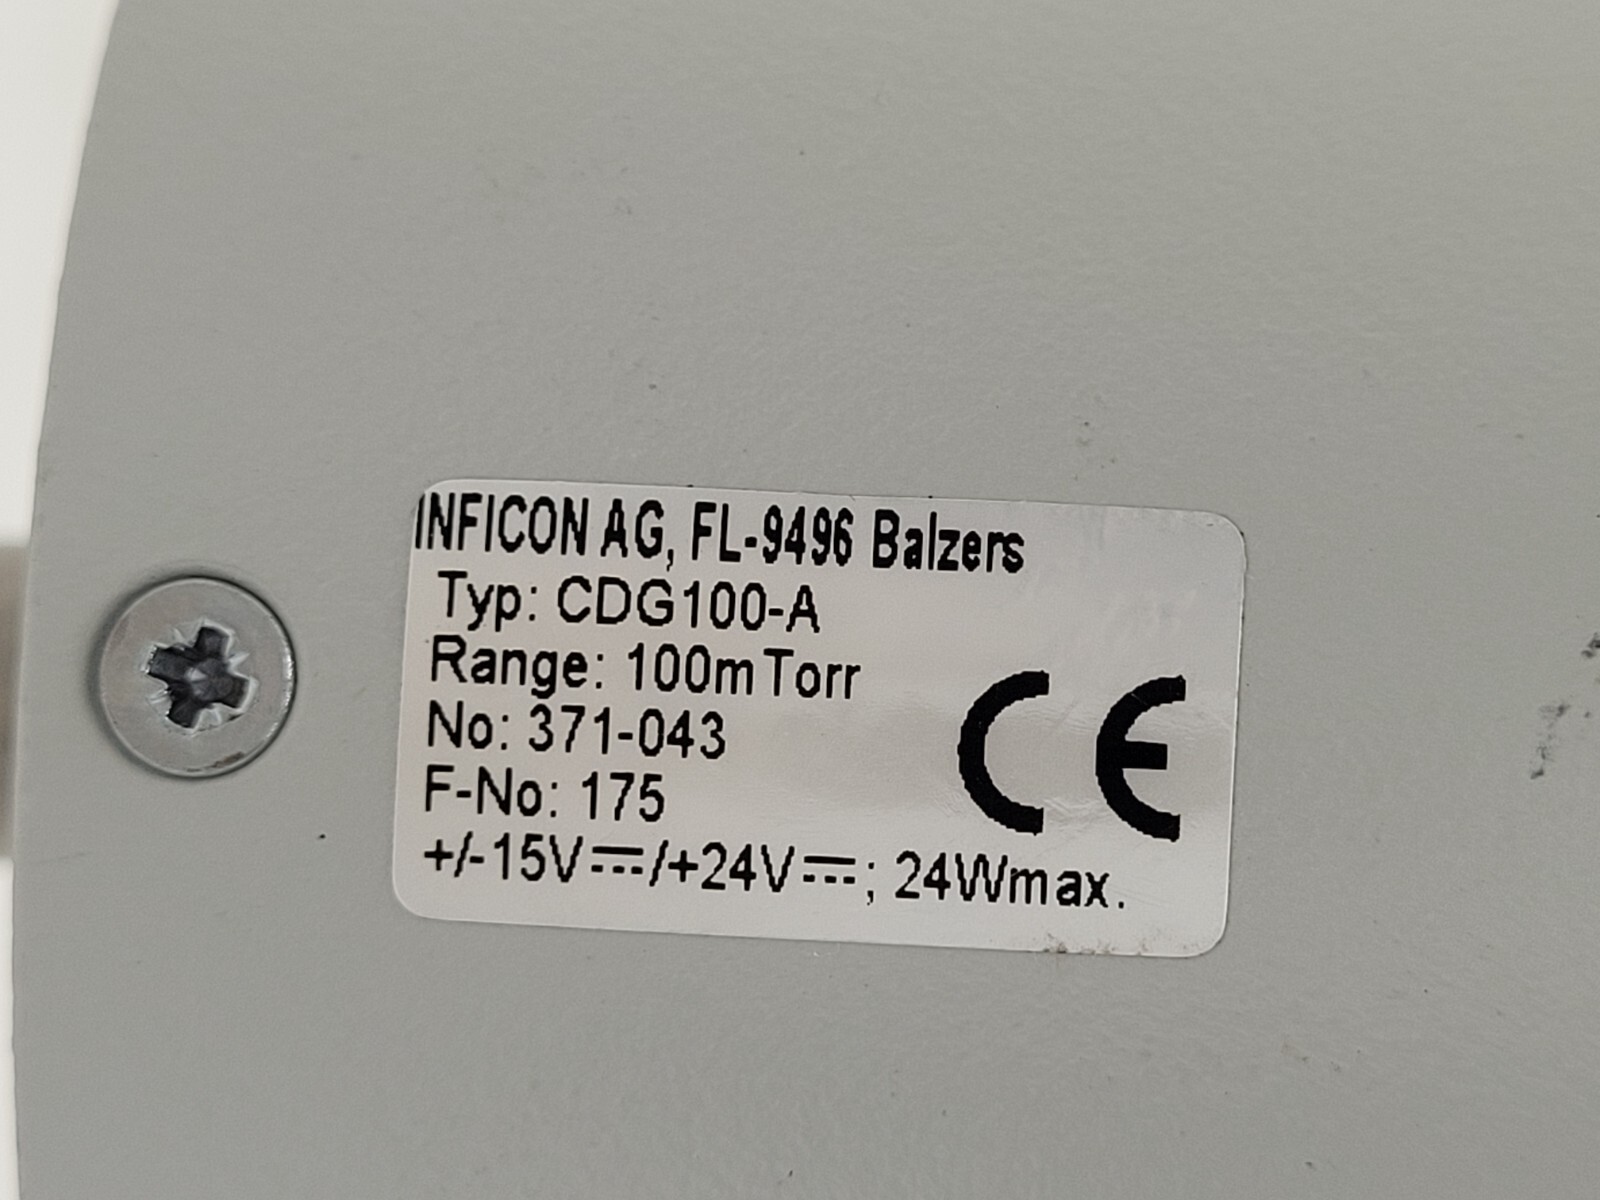 INFICON AG, FL-9496 Balzers
Typ: CDG100-A
Range: 100mTorr
No: 371-043
F-No: 175
+/-15V⎓/+24V⎓; 24Wmax.
CE